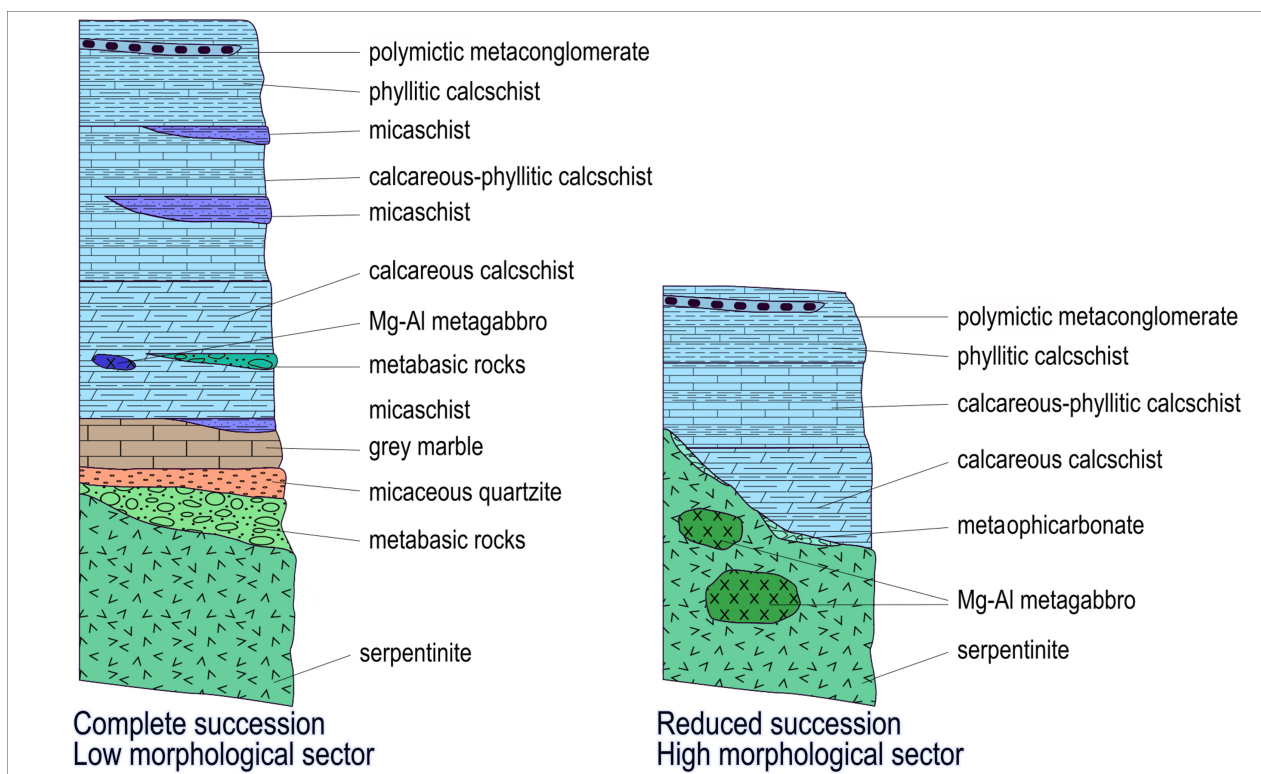 polymictic metaconglomerate
phyllitic calcschist
micaschist
calcareous-phyllitic calcschist
micaschist
calcareous calcschist
Mg-Al metagabbro
metabasic rocks
micaschist
grey marble
micaceous quartzite
metabasic rocks
serpentinite
Complete succession
Low morphological sector
polymictic metaconglomerate
phyllitic calcschist
calcareous-phyllitic calcschist
calcareous calcschist
metaophicarbonate
Mg-Al metagabbro
serpentinite
Reduced succession
High morphological sector